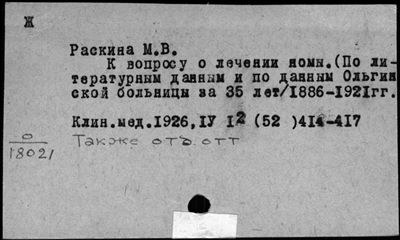 Ж
Раскина М.В.
К вопросу о лечении номы.(По ли-
тературным данным и по данным Ольгин
ской больницы за 35 лет/1886-1921гг.
Клин.мед.1926,IУ 12 (52 )414-417
0/18021 Также отд. отт